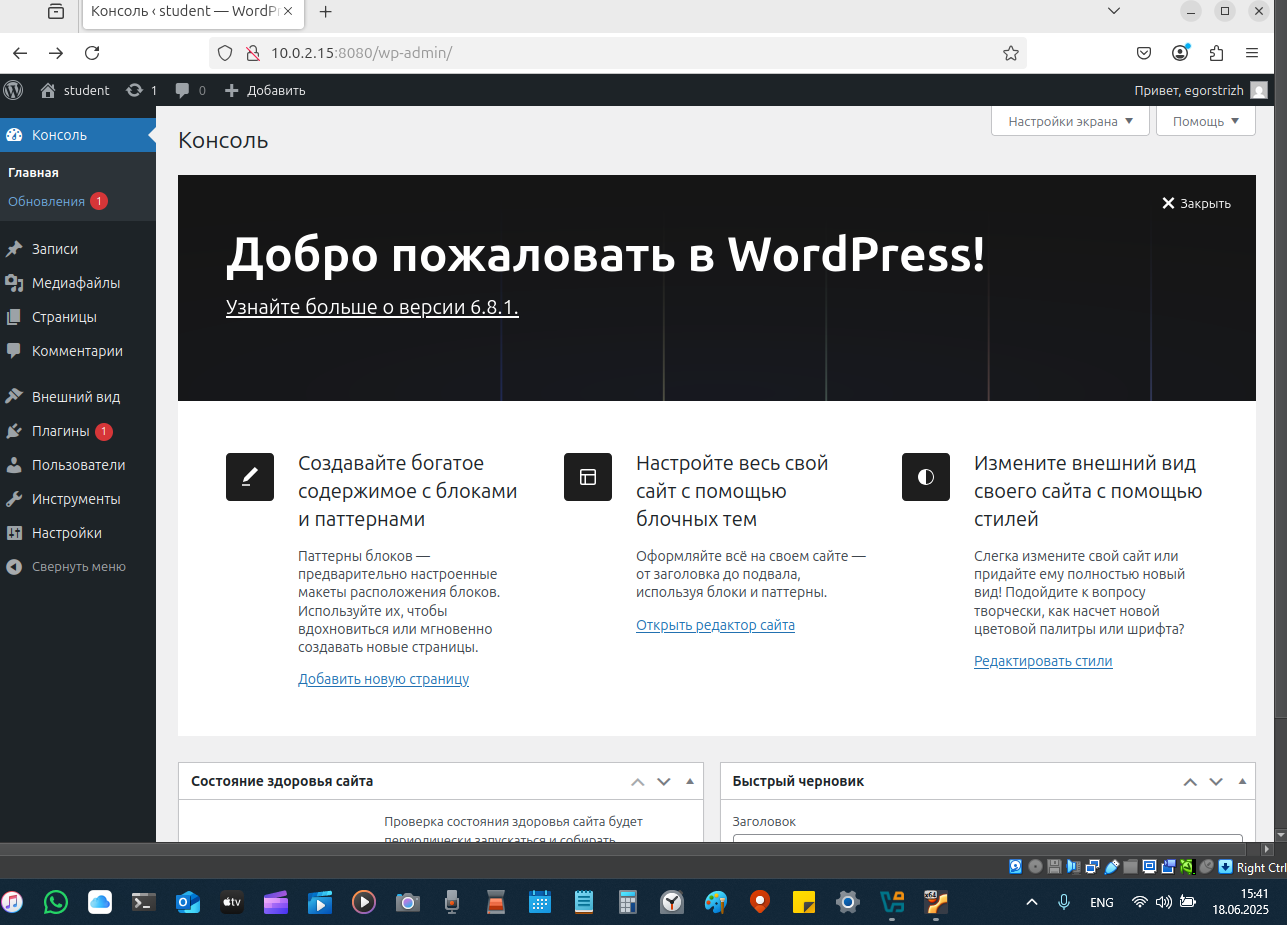 Консоль ‹ student — WordPr
10.0.2.15:8080/wp-admin/
student
1
0
Добавить
Привет, egorstrizh
Консоль
Главная
Обновления 1
Записи
Медиафайлы
Страницы
Комментарии
Внешний вид
Плагины 1
Пользователи
Инструменты
Настройки
Свернуть меню
Настройки экрана
Помощь
Консоль
Закрыть
Добро пожаловать в WordPress!
Узнайте больше о версии 6.8.1.
Создавайте богатое
содержимое с блоками
и паттернами
Паттерны блоков —
предварительно настроенные
макеты расположения блоков.
Используйте их, чтобы
вдохновиться или мгновенно
создавать новые страницы.
Добавить новую страницу
Настройте весь свой
сайт с помощью
блочных тем
Оформляйте всё на своем сайте —
от заголовка до подвала,
используя блоки и паттерны.
Открыть редактор сайта
Измените внешний вид
своего сайта с помощью
стилей
Слегка измените свой сайт или
придайте ему полностью новый
вид! Подойдите к вопросу
творчески, как насчет новой
цветовой палитры или шрифта?
Редактировать стили
Состояние здоровья сайта
Проверка состояния здоровья сайта будет
периодически запускаться и собирать
Быстрый черновик
Заголовок
Right Ctrl
tv
x64
ENG
15:41
18.06.2025